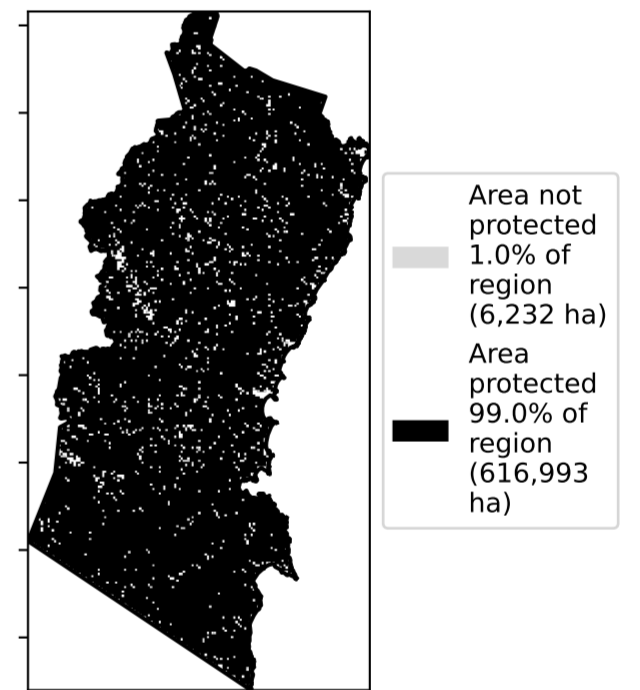 Area not
protected
1.0% of
region
(6,232 ha)
Area
protected
99.0% of
region
(616,993
ha)